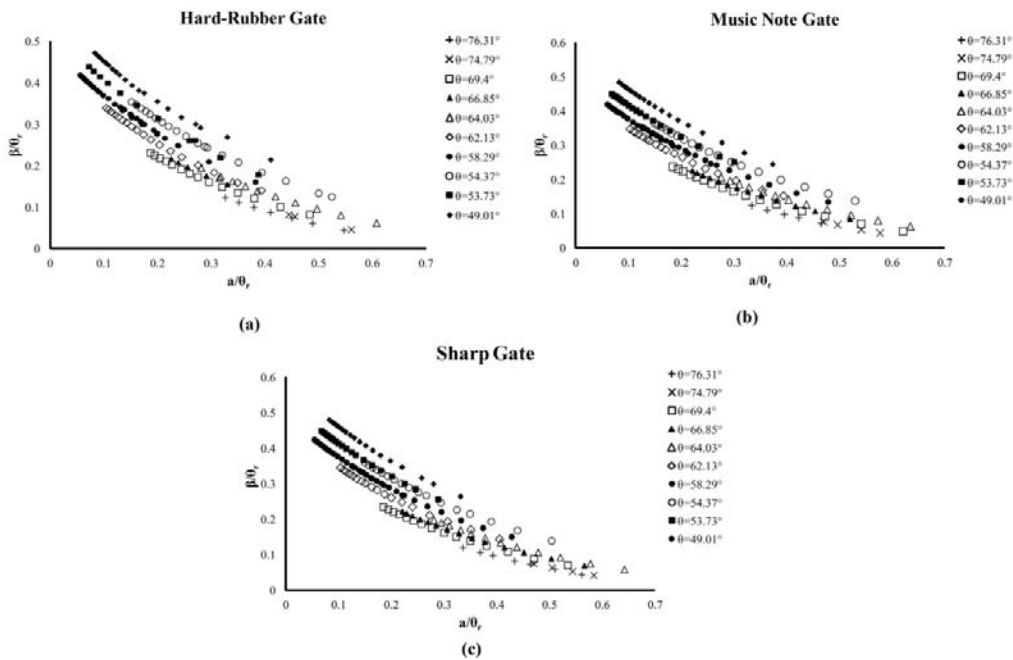 Hard-Rubber Gate
0.5
0.4
0.3
0.2
0.1
0
β/θr
0
0.1
0.2
0.3
0.4
0.5
0.6
0.7
a/θr
θ=76.31°
θ=74.79°
θ=69.4°
θ=66.85°
θ=64.03°
θ=62.13°
θ=58.29°
θ=54.37°
θ=53.73°
θ=49.01°
(a)
Music Note Gate
0.6
0.5
0.4
0.3
0.2
0.1
0
β/θr
0
0.1
0.2
0.3
0.4
0.5
0.6
0.7
a/θr
θ=76.31°
θ=74.79°
θ=69.4°
θ=66.85°
θ=64.03°
θ=62.13°
θ=58.29°
θ=54.37°
θ=53.73°
θ=49.01°
(b)
Sharp Gate
0.6
0.5
0.4
0.3
0.2
0.1
0
β/θr
0
0.1
0.2
0.3
0.4
0.5
0.6
0.7
a/θr
θ=76.31°
θ=74.79°
θ=69.4°
θ=66.85°
θ=64.03°
θ=62.13°
θ=58.29°
θ=54.37°
θ=53.73°
θ=49.01°
(c)